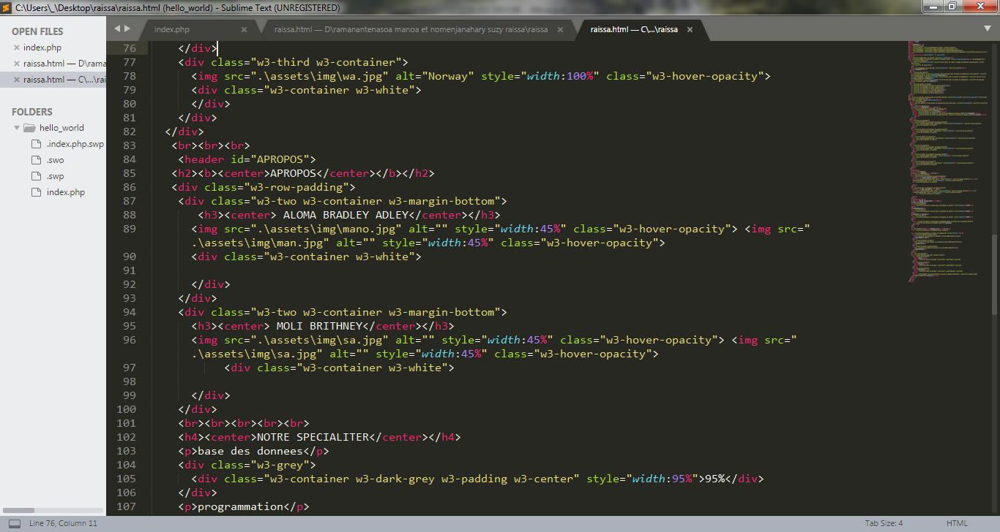 C:\Users\_\Desktop\raissa\raissa.html (hello_world) - Sublime Text (UNREGISTERED)
OPEN FILES
index.php
raissa.html — D\rama
raissa.html — C\...\rai
FOLDERS
hello_world
.index.php.swp
.swo
.swp
index.php
index.php
raissa.html — D\ramanantenasoa manoa et nomenjanahary suzy raissa\raissa
raissa.html — C\...\raissa
76 </div>
77 <div class="w3-third w3-container">
78 <img src=".\assets\img\wa.jpg" alt="Norway" style="width:100%" class="w3-hover-opacity">
79 <div class="w3-container w3-white">
80 </div>
81 </div>
82 </div>
83 <br><br><br>
84 <header id="APROPOS">
85 <h2><b><center>APROPOS</center></b></h2>
86 <div class="w3-row-padding">
87 <div class="w3-two w3-container w3-margin-bottom">
88 <h3><center> ALOMA BRADLEY ADLEY</center></h3>
89 <img src=".\assets\img\mano.jpg" alt="" style="width:45%" class="w3-hover-opacity"> <img src="
.\assets\img\man.jpg" alt="" style="width:45%" class="w3-hover-opacity">
90 <div class="w3-container w3-white">
91
92 </div>
93 </div>
94 <div class="w3-two w3-container w3-margin-bottom">
95 <h3><center> MOLI BRITHNEY</center></h3>
96 <img src=".\assets\img\sa.jpg" alt="" style="width:45%" class="w3-hover-opacity"> <img src="
.\assets\img\sa.jpg" alt="" style="width:45%" class="w3-hover-opacity">
97 <div class="w3-container w3-white">
98
99 </div>
100 </div>
101 <br><br><br><br><br>
102 <h4><center>NOTRE SPECIALITER</center></h4>
103 <p>base des donnees</p>
104 <div class="w3-grey">
105 <div class="w3-container w3-dark-grey w3-padding w3-center" style="width:95%">95%</div>
106 </div>
107 <p>programmation</p>
Line 76, Column 11
Tab Size: 4
HTML